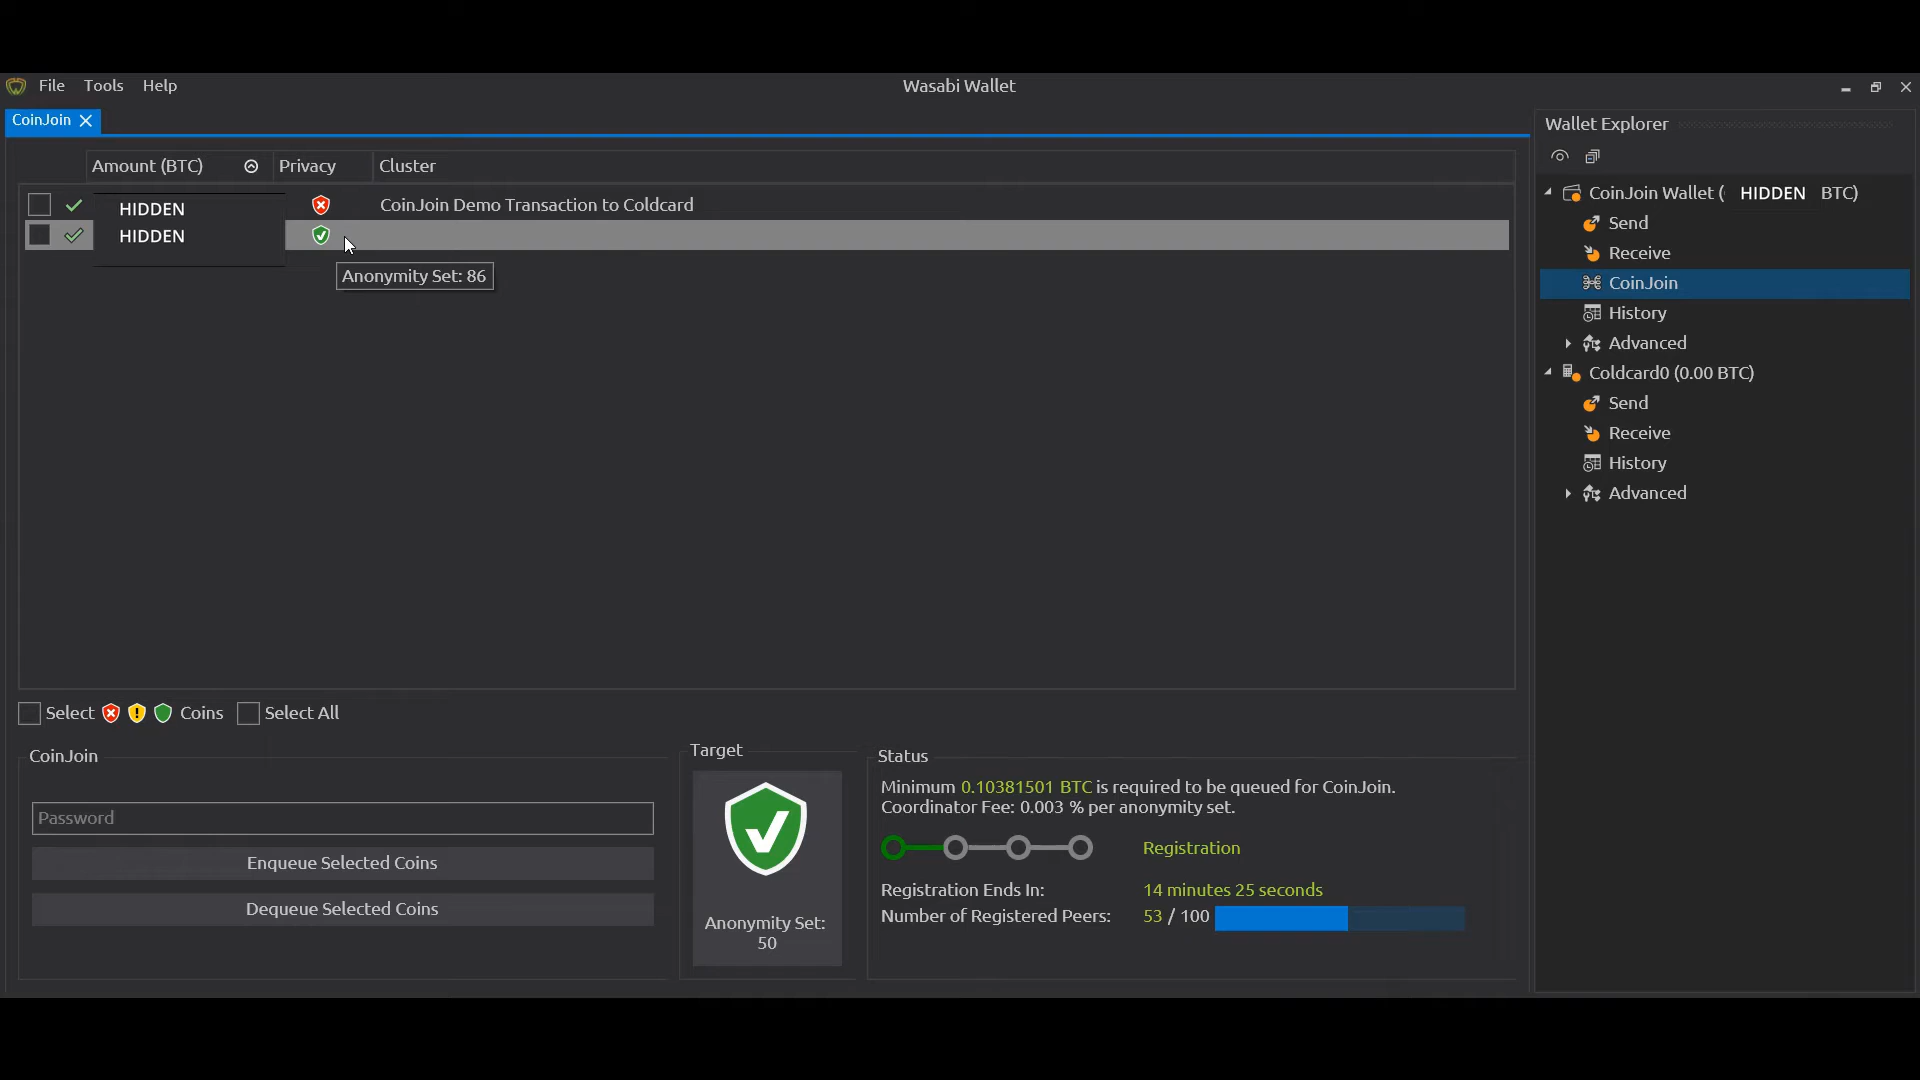 File Tools Help
Wasabi Wallet
CoinJoin
Wallet Explorer
Amount (BTC) Privacy Cluster
HIDDEN CoinJoin Demo Transaction to Coldcard
HIDDEN
Anonymity Set: 86
CoinJoin Wallet ( HIDDEN BTC)
Send
Receive
CoinJoin
History
Advanced
Coldcard0 (0.00 BTC)
Send
Receive
History
Advanced
Select Coins Select All
CoinJoin
Password
Enqueue Selected Coins
Dequeue Selected Coins
Target
Anonymity Set:
50
Status
Minimum 0.10381501 BTC is required to be queued for CoinJoin.
Coordinator Fee: 0.003 % per anonymity set.
Registration
Registration Ends In: 14 minutes 25 seconds
Number of Registered Peers: 53 / 100